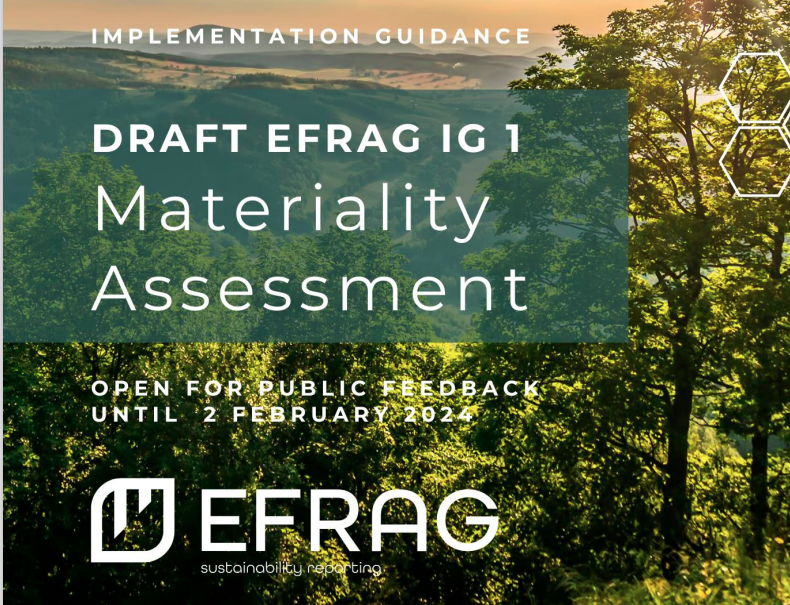 IMPLEMENTATION GUIDANCE
DRAFT EFRAG IG 1
Materiality
Assessment
OPEN FOR PUBLIC FEEDBACK
UNTIL 2 FEBRUARY 2024
EFRAG
sustainability reporting